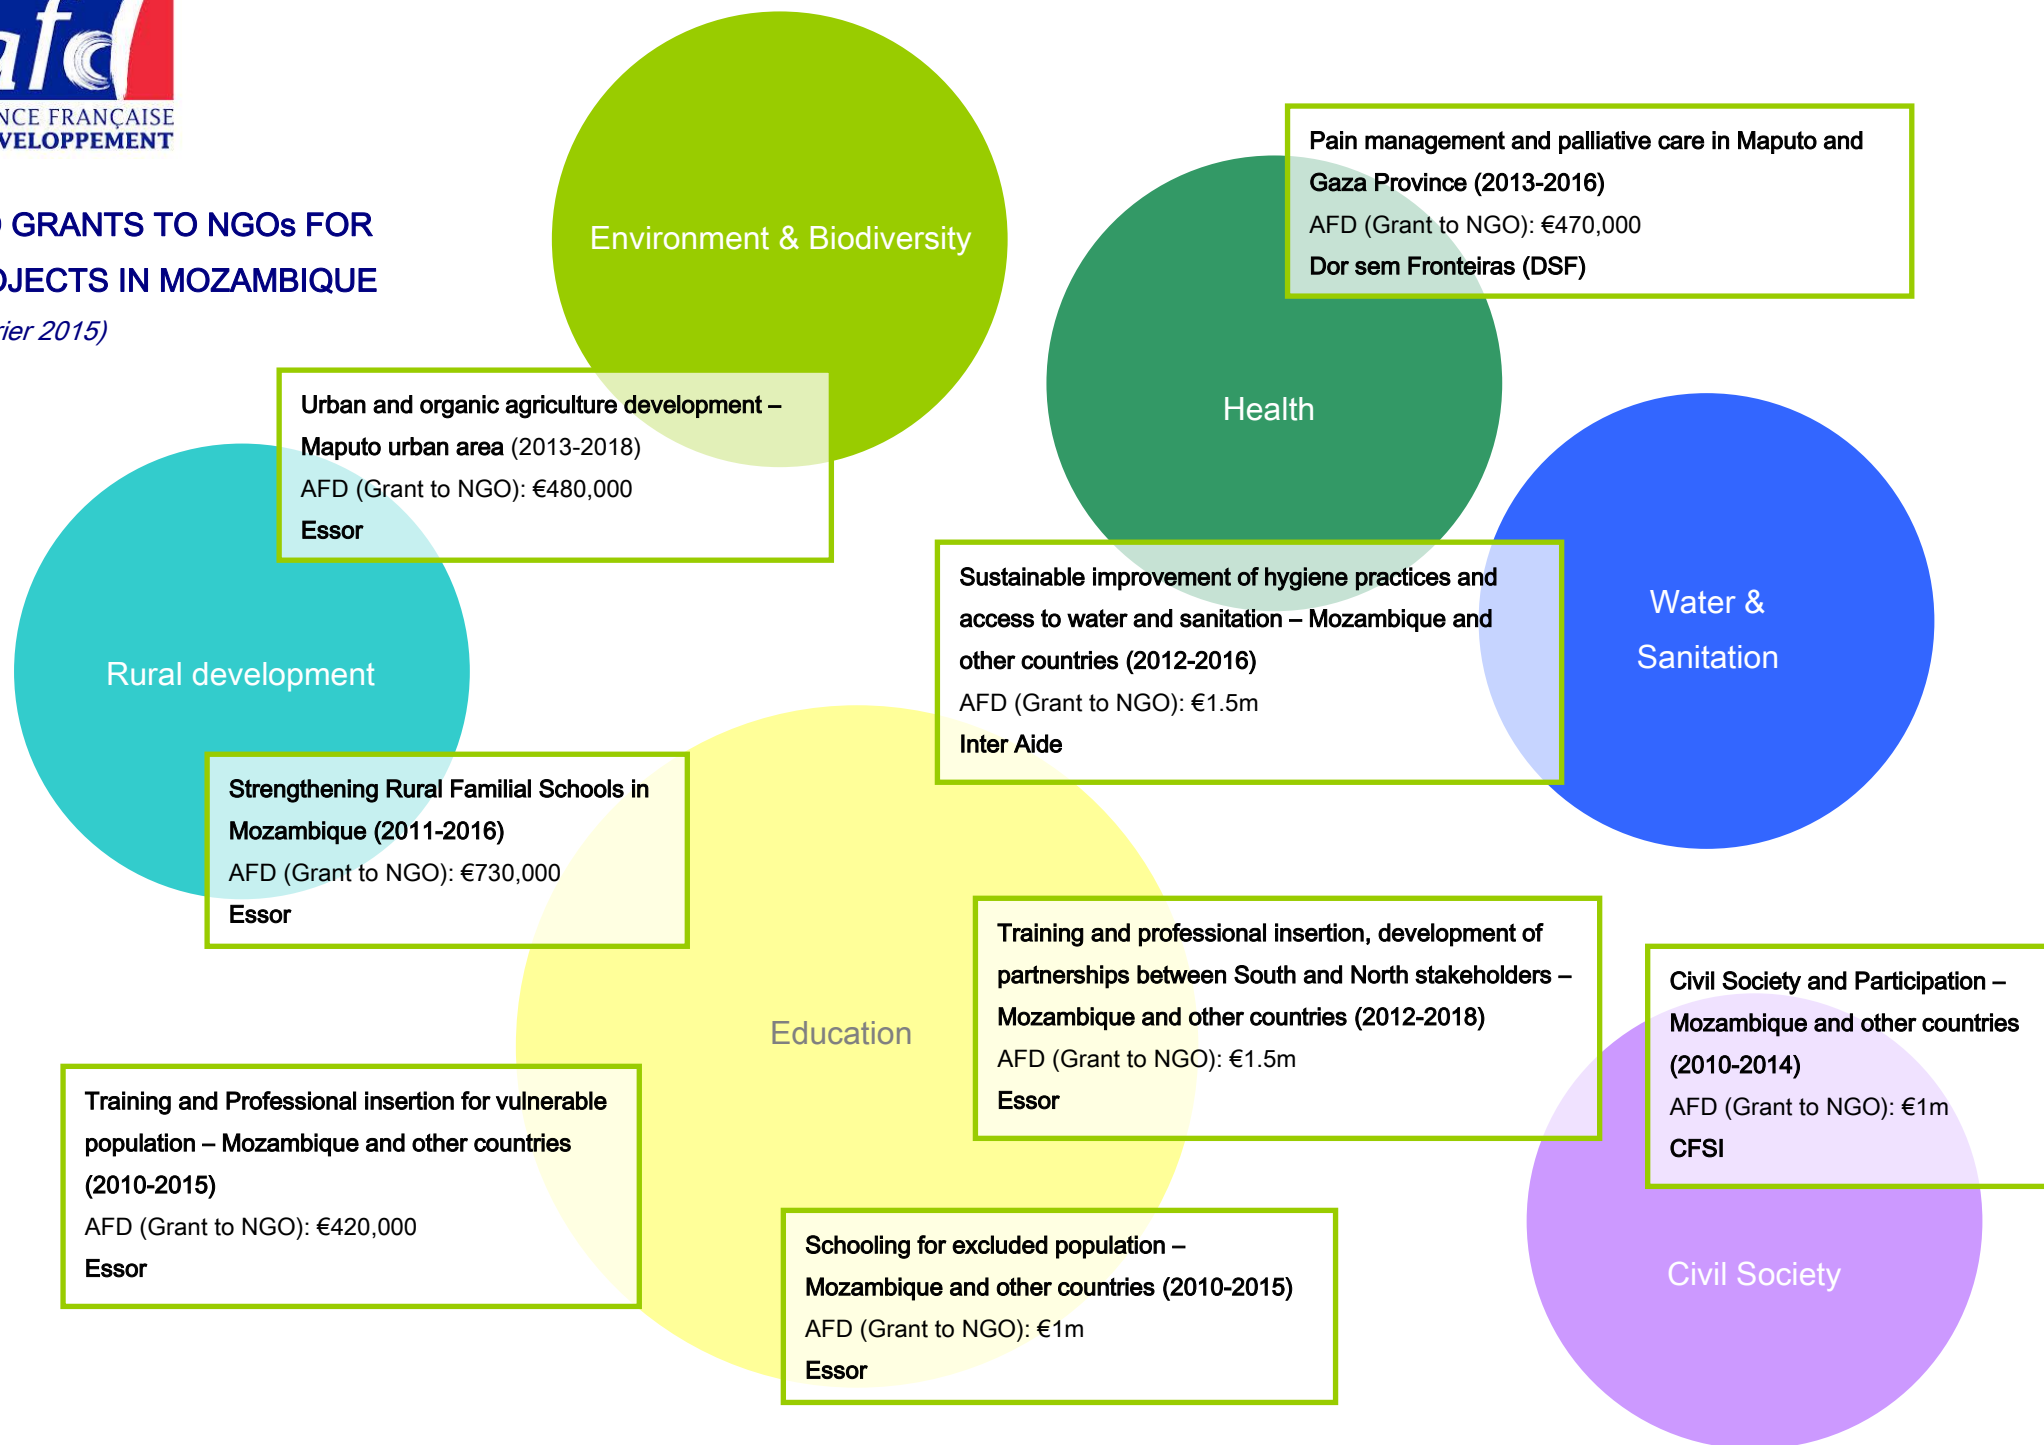 afd
NCE FRANÇAISE
VELOPPEMENT
GRANTS TO NGOs FOR
OJECTS IN MOZAMBIQUE
rier 2015)
Environment & Biodiversity
Pain management and palliative care in Maputo and
Gaza Province (2013-2016)
AFD (Grant to NGO): €470,000
Dor sem Fronteiras (DSF)
Health
Urban and organic agriculture development –
Maputo urban area (2013-2018)
AFD (Grant to NGO): €480,000
Essor
Water &
Sanitation
Sustainable improvement of hygiene practices and
access to water and sanitation – Mozambique and
other countries (2012-2016)
AFD (Grant to NGO): €1.5m
Inter Aide
Rural development
Strengthening Rural Familial Schools in
Mozambique (2011-2016)
AFD (Grant to NGO): €730,000
Essor
Education
Training and professional insertion, development of
partnerships between South and North stakeholders –
Mozambique and other countries (2012-2018)
AFD (Grant to NGO): €1.5m
Essor
Civil Society and Participation –
Mozambique and other countries
(2010-2014)
AFD (Grant to NGO): €1m
CFSI
Training and Professional insertion for vulnerable
population – Mozambique and other countries
(2010-2015)
AFD (Grant to NGO): €420,000
Essor
Schooling for excluded population –
Mozambique and other countries (2010-2015)
AFD (Grant to NGO): €1m
Essor
Civil Society